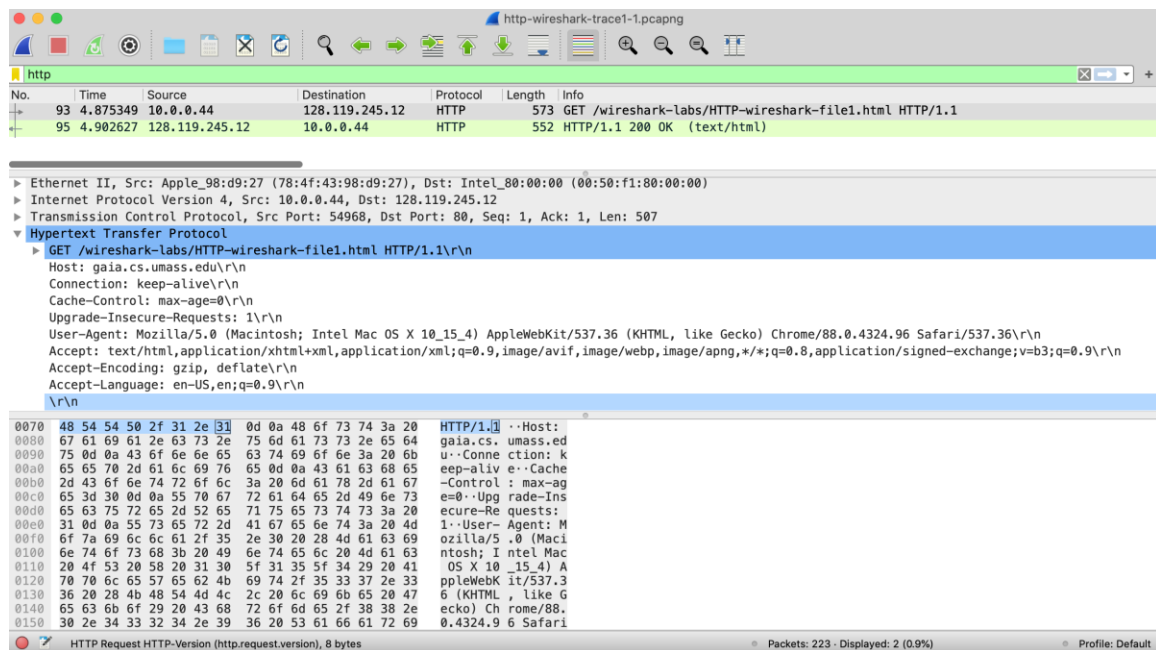 http-wireshark-trace1-1.pcapng
http
No. Time Source Destination Protocol Length Info
93 4.875349 10.0.0.44 128.119.245.12 HTTP 573 GET /wireshark-labs/HTTP-wireshark-file1.html HTTP/1.1
95 4.902627 128.119.245.12 10.0.0.44 HTTP 552 HTTP/1.1 200 OK (text/html)
Ethernet II, Src: Apple_98:d9:27 (78:4f:43:98:d9:27), Dst: Intel_80:00:00 (00:50:f1:80:00:00)
Internet Protocol Version 4, Src: 10.0.0.44, Dst: 128.119.245.12
Transmission Control Protocol, Src Port: 54968, Dst Port: 80, Seq: 1, Ack: 1, Len: 507
Hypertext Transfer Protocol
GET /wireshark-labs/HTTP-wireshark-file1.html HTTP/1.1\r\n
Host: gaia.cs.umass.edu\r\n
Connection: keep-alive\r\n
Cache-Control: max-age=0\r\n
Upgrade-Insecure-Requests: 1\r\n
User-Agent: Mozilla/5.0 (Macintosh; Intel Mac OS X 10_15_4) AppleWebKit/537.36 (KHTML, like Gecko) Chrome/88.0.4324.96 Safari/537.36\r\n
Accept: text/html,application/xhtml+xml,application/xml;q=0.9,image/avif,image/webp,image/apng,*/*;q=0.8,application/signed-exchange;v=b3;q=0.9\r\n
Accept-Encoding: gzip, deflate\r\n
Accept-Language: en-US,en;q=0.9\r\n
\r\n
0070 48 54 54 50 2f 31 2e 31 0d 0a 48 6f 73 74 3a 20 HTTP/1.1 ··Host:
0080 67 61 69 61 2e 63 73 2e 75 6d 61 73 73 2e 65 64 gaia.cs. umass.ed
0090 75 0d 0a 43 6f 6e 6e 65 63 74 69 6f 6e 3a 20 6b u··Conne ction: k
00a0 65 65 70 2d 61 6c 69 76 65 0d 0a 43 61 63 68 65 eep-aliv e··Cache
00b0 2d 43 6f 6e 74 72 6f 6c 3a 20 6d 61 78 2d 61 67 -Control : max-ag
00c0 65 3d 30 0d 0a 55 70 67 72 61 64 65 2d 49 6e 73 e=0··Upg rade-Ins
00d0 65 63 75 72 65 2d 52 65 71 75 65 73 74 73 3a 20 ecure-Re quests:
00e0 31 0d 0a 55 73 65 72 2d 41 67 65 6e 74 3a 20 4d 1··User- Agent: M
00f0 6f 7a 69 6c 6c 61 2f 35 2e 30 20 28 4d 61 63 69 ozilla/5 .0 (Maci
0100 6e 74 6f 73 68 3b 20 49 6e 74 65 6c 20 4d 61 63 ntosh; I ntel Mac
0110 20 4f 53 20 58 20 31 30 5f 31 35 5f 34 29 20 41 OS X 10 _15_4) A
0120 70 70 6c 65 57 65 62 4b 69 74 2f 35 33 37 2e 33 ppleWebK it/537.3
0130 36 20 28 4b 48 54 4d 4c 2c 20 6c 69 6b 65 20 47 6 (KHTML , like G
0140 65 63 6b 6f 29 20 43 68 72 6f 6d 65 2f 38 38 2e ecko) Ch rome/88.
0150 30 2e 34 33 32 34 2e 39 36 20 53 61 66 61 72 69 0.4324.9 6 Safari
HTTP Request HTTP-Version (http.request.version), 8 bytes Packets: 223 · Displayed: 2 (0.9%) Profile: Default